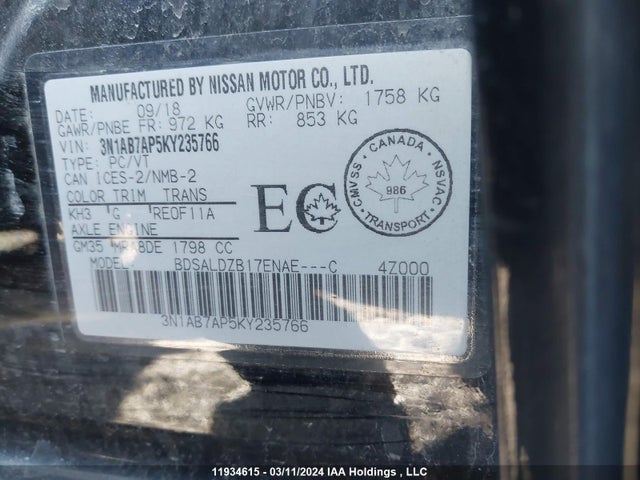 MANUFACTURED BY NISSAN MOTOR CO., LTD.
DATE: 09/18 GVWR/PNBV: 1758 KG
GAWR/PNBE FR: 972 KG RR: 853 KG
VIN: 3N1AB7AP5KY235766
TYPE: PC/VT
CAN ICES-2/NMB-2
COLOR TRIM TRANS
KH3 G RE0F11A
AXLE ENGINE
GM35 MR18DE 1798 CC
MODEL BDSALDZB17ENAE---C 4Z000
3N1AB7AP5KY235766
EC
CANADA
CMVSS NSVAC
986
TRANSPORT
11934615 - 03/11/2024 IAA Holdings , LLC